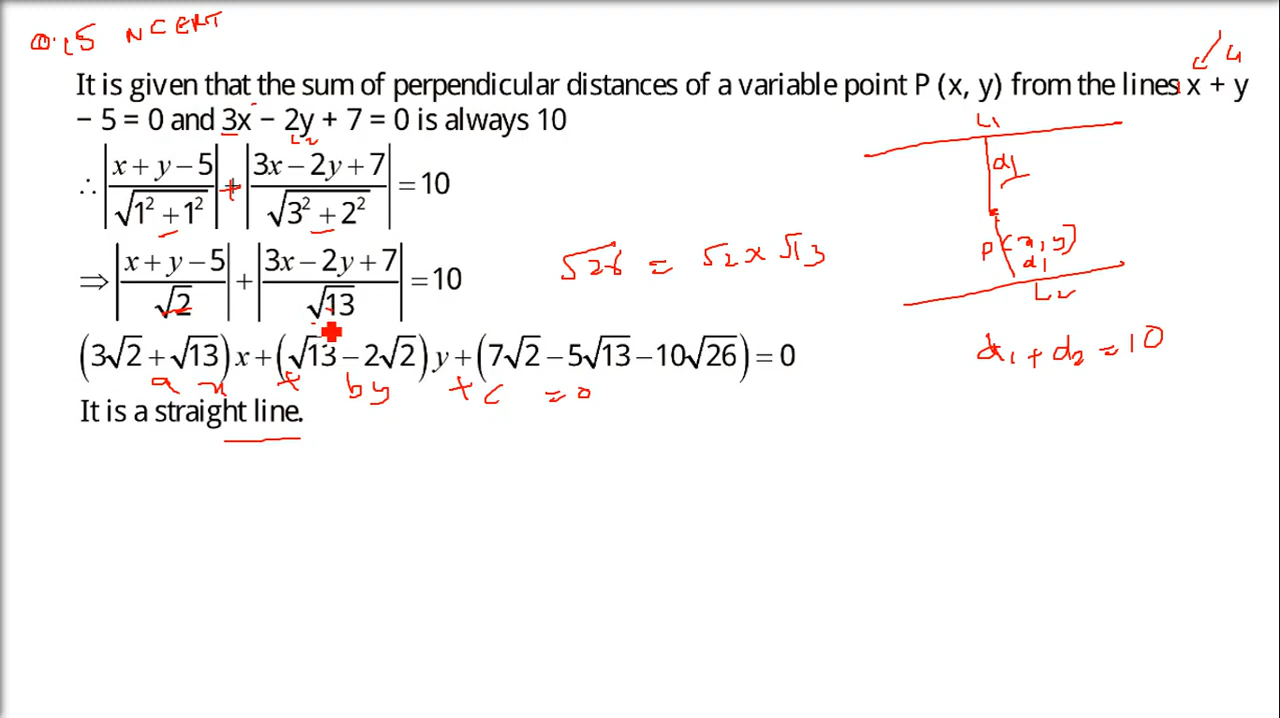 Q.15 NCERT
It is given that the sum of perpendicular distances of a variable point P (x, y) from the lines x + y
− 5 = 0 and 3x − 2y + 7 = 0 is always 10
∴ |x + y − 5 / √1² + 1²| + |3x − 2y + 7 / √3² + 2²| = 10
⇒ |x + y − 5 / √2| + |3x − 2y + 7 / √13| = 10
√26 = √2 x √13
(3√2 + √13) x + (√13 − 2√2) y + (7√2 − 5√13 − 10√26) = 0
a x + by + c = 0
It is a straight line.
L₁
L₂
d₁
P(x, y)
d₁
L₂
d₁ + d₂ = 10